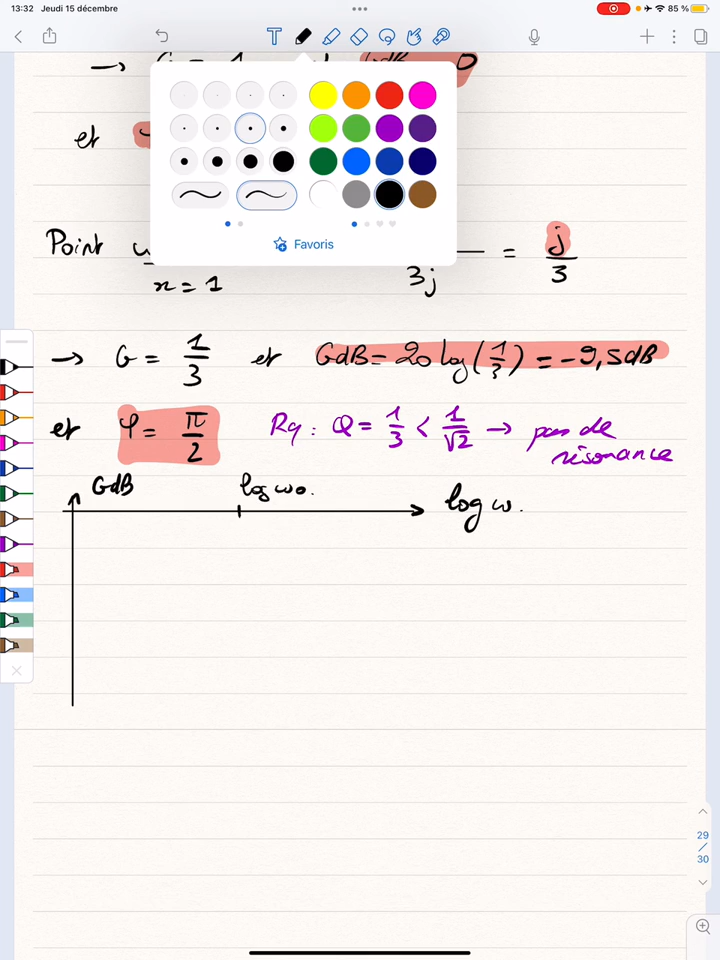 13:32 Jeudi 15 décembre
85 %
T
et
Favoris
Point
x = 1
3j = j/3
→ G = 1/3 et GdB = 20 log(1/3) = -9,5dB
et φ = π/2 Rq : Q = 1/3 < 1/√2 → pas de
résonance
GdB log ω0.
log ω.
29
/
30